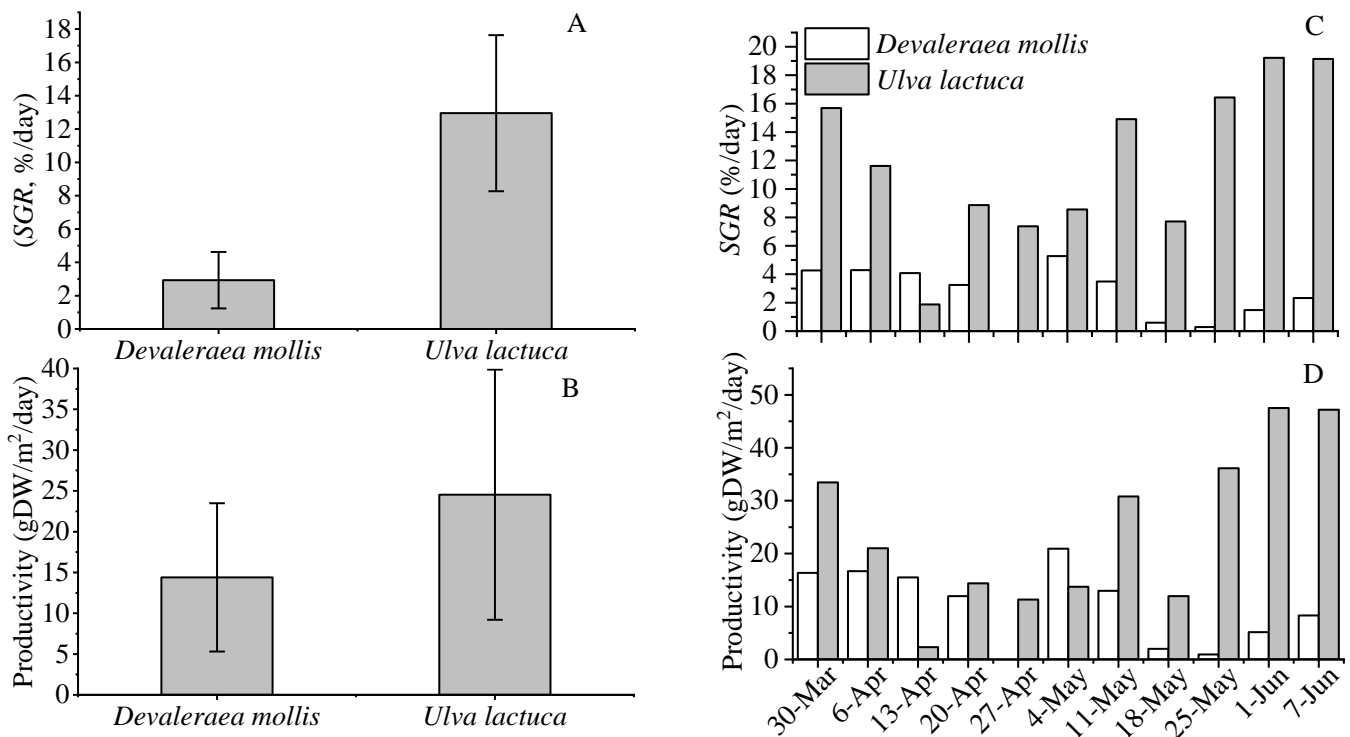 A
18
16
14
12
10
8
6
4
2
0
(SGR, %/day)
Devaleraea mollis
Ulva lactuca
B
40
35
30
25
20
15
10
5
0
Productivity (gDW/m²/day)
Devaleraea mollis
Ulva lactuca
C
Devaleraea mollis
Ulva lactuca
20
18
16
14
12
10
8
6
4
2
0
SGR (%/day)
D
50
40
30
20
10
0
Productivity (gDW/m²/day)
30-Mar
6-Apr
13-Apr
20-Apr
27-Apr
4-May
11-May
18-May
25-May
1-Jun
7-Jun